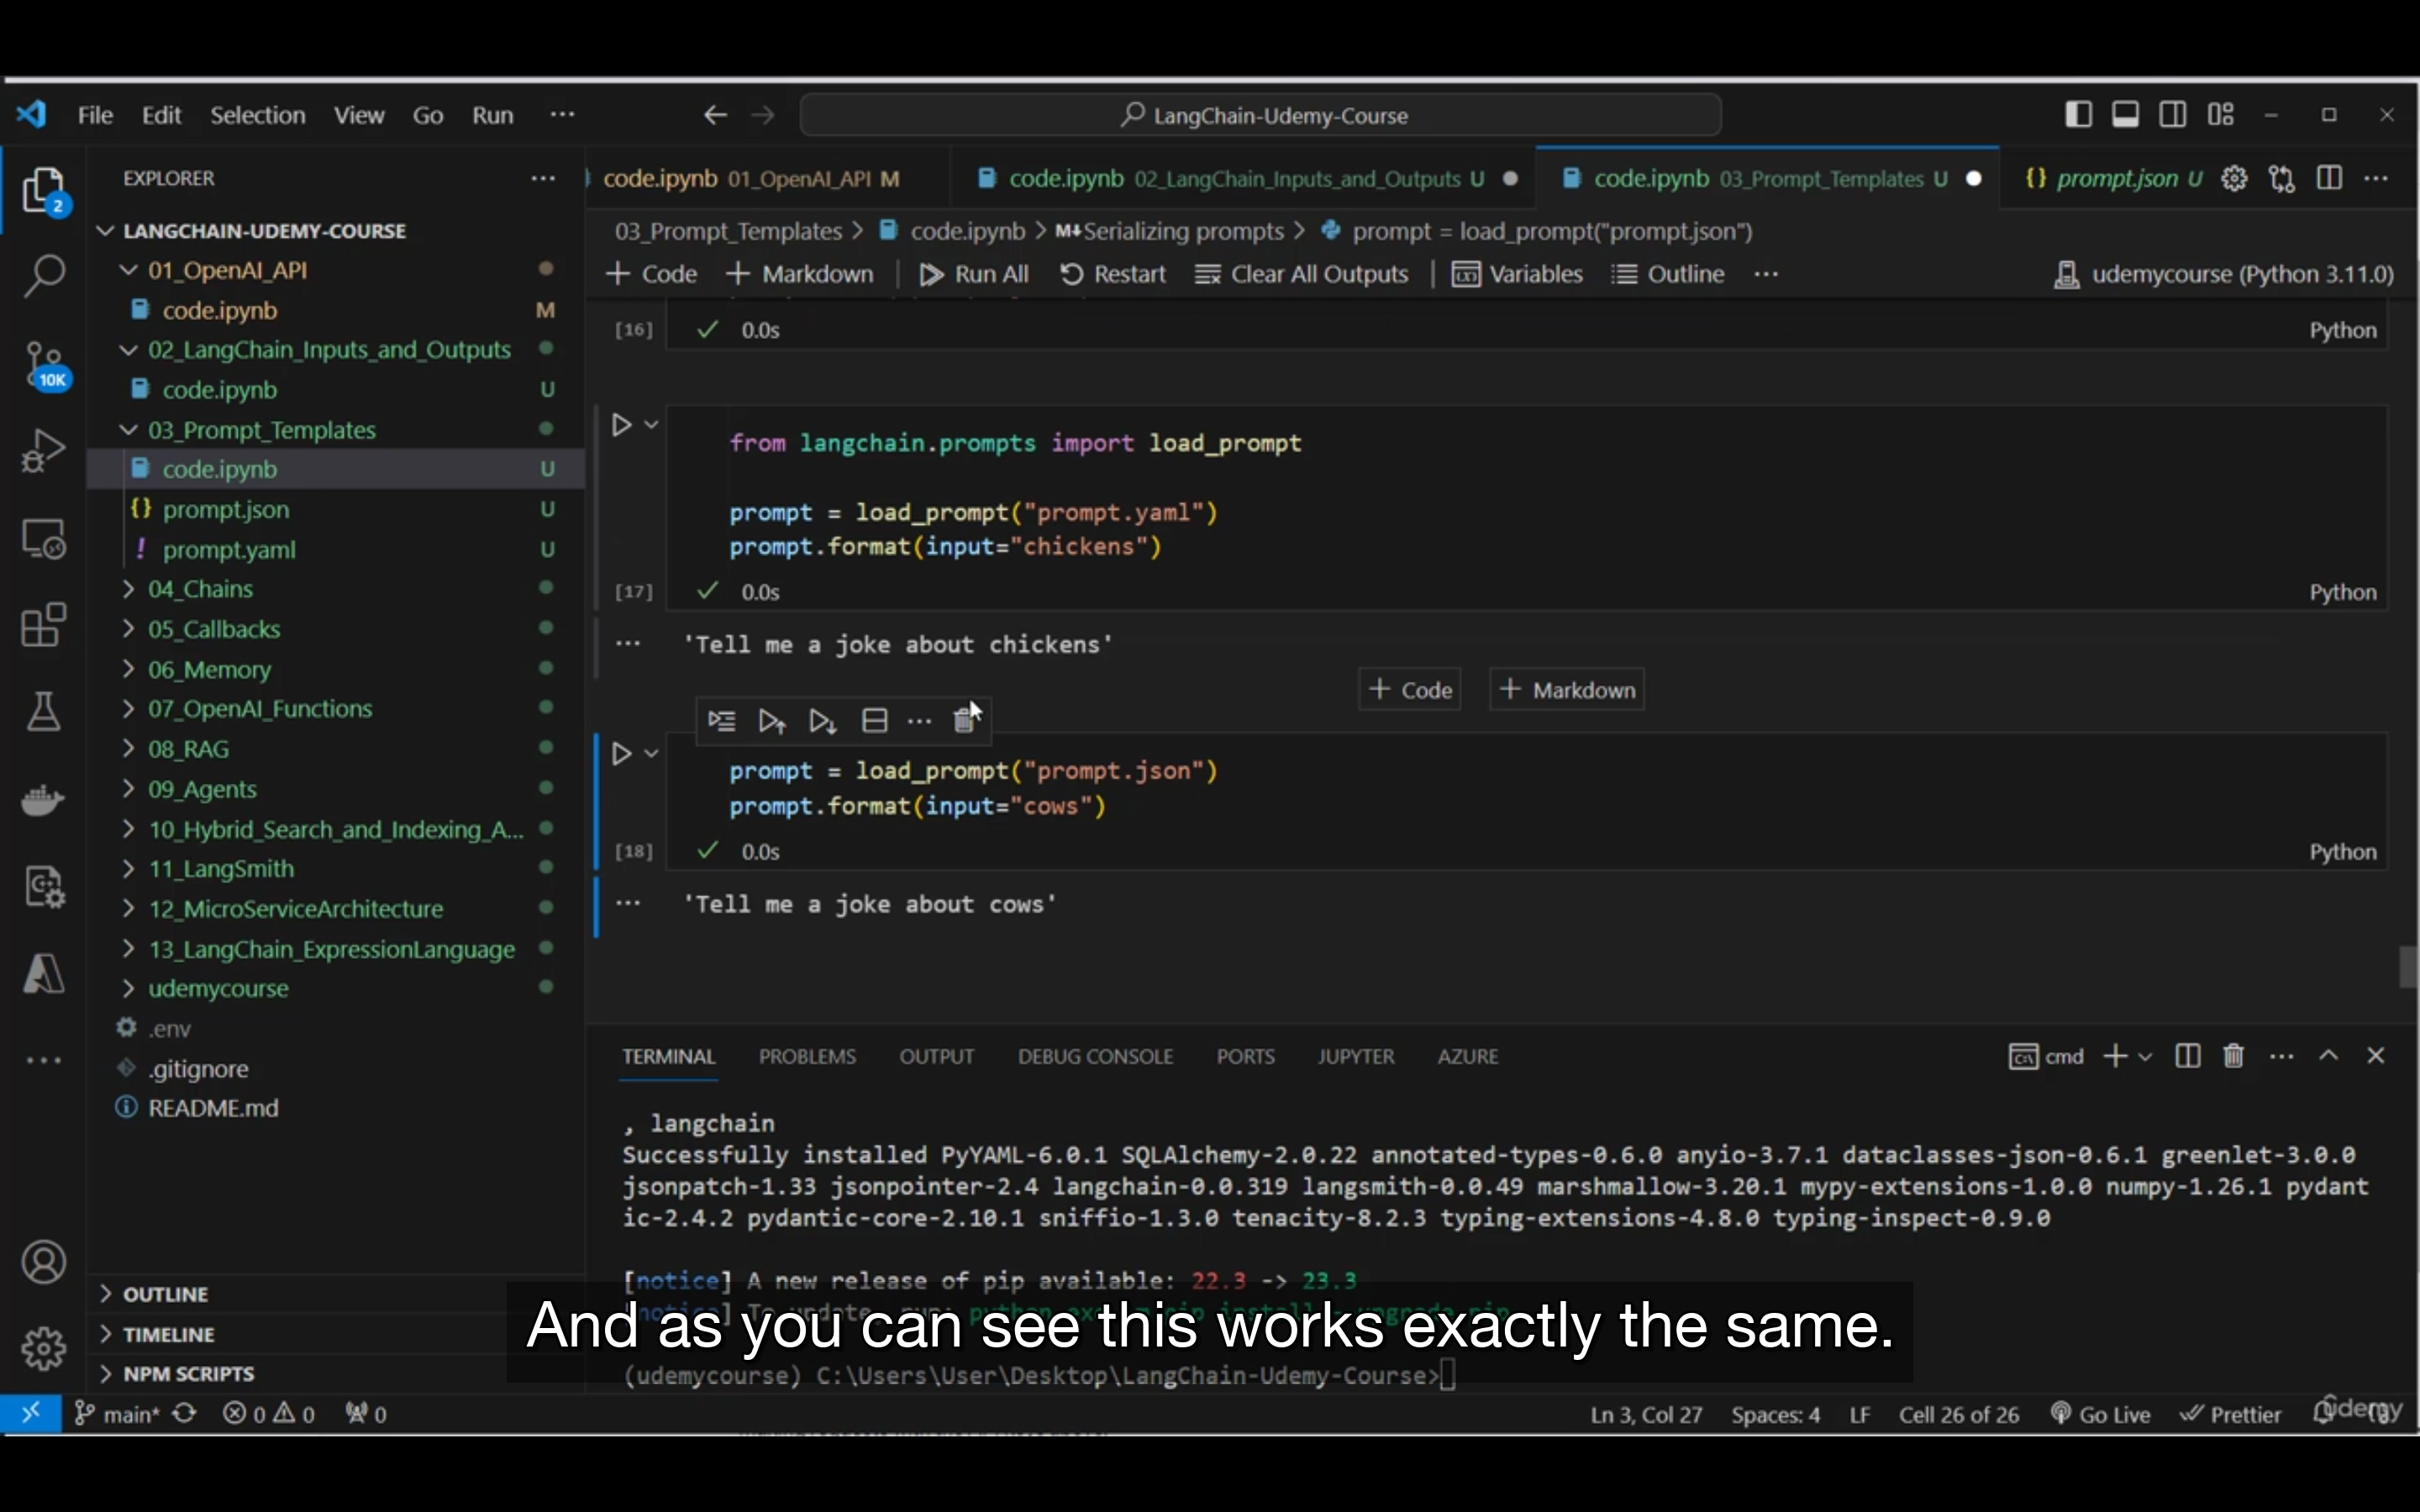 File Edit Selection View Go Run ··· LangChain-Udemy-Course
EXPLORER ···
2
LANGCHAIN-UDEMY-COURSE
01_OpenAI_API
code.ipynb M
02_LangChain_Inputs_and_Outputs
10K
code.ipynb U
03_Prompt_Templates
code.ipynb U
{} prompt.json U
! prompt.yaml U
04_Chains
05_Callbacks
06_Memory
07_OpenAI_Functions
08_RAG
09_Agents
10_Hybrid_Search_and_Indexing_A...
11_LangSmith
12_MicroServiceArchitecture
13_LangChain_ExpressionLanguage
udemycourse
.env
.gitignore
README.md
OUTLINE
TIMELINE
NPM SCRIPTS
code.ipynb 01_OpenAI_API M code.ipynb 02_LangChain_Inputs_and_Outputs U code.ipynb 03_Prompt_Templates U {} prompt.json U
03_Prompt_Templates > code.ipynb > M↓Serializing prompts > prompt = load_prompt("prompt.json")
+ Code + Markdown Run All Restart Clear All Outputs Variables Outline ··· udemycourse (Python 3.11.0)
[16] 0.0s Python
from langchain.prompts import load_prompt
prompt = load_prompt("prompt.yaml")
prompt.format(input="chickens")
[17] 0.0s Python
··· 'Tell me a joke about chickens'
+ Code + Markdown
prompt = load_prompt("prompt.json")
prompt.format(input="cows")
[18] 0.0s Python
··· 'Tell me a joke about cows'
TERMINAL PROBLEMS OUTPUT DEBUG CONSOLE PORTS JUPYTER AZURE cmd
, langchain
Successfully installed PyYAML-6.0.1 SQLAlchemy-2.0.22 annotated-types-0.6.0 anyio-3.7.1 dataclasses-json-0.6.1 greenlet-3.0.0
jsonpatch-1.33 jsonpointer-2.4 langchain-0.0.319 langsmith-0.0.49 marshmallow-3.20.1 mypy-extensions-1.0.0 numpy-1.26.1 pydant
ic-2.4.2 pydantic-core-2.10.1 sniffio-1.3.0 tenacity-8.2.3 typing-extensions-4.8.0 typing-inspect-0.9.0
[notice] A new release of pip available: 22.3 -> 23.3
And as you can see this works exactly the same.
(udemycourse) C:\Users\User\Desktop\LangChain-Udemy-Course>
main* 0 0 0 Ln 3, Col 27 Spaces: 4 LF Cell 26 of 26 Go Live Prettier
Udemy